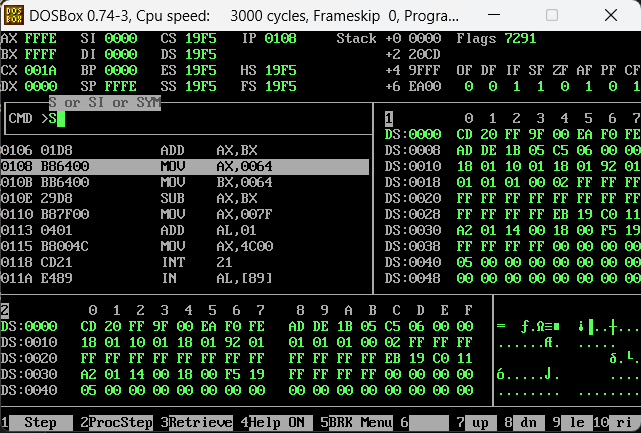 DOSBox 0.74-3, Cpu speed: 3000 cycles, Frameskip 0, Progra...
AX FFFE SI 0000 CS 19F5 IP 0108 Stack +0 0000 Flags 7291
BX FFFF DI 0000 DS 19F5 +2 20CD
CX 001A BP 0000 ES 19F5 HS 19F5 +4 9FFF OF DF IF SF ZF AF PF CF
DX 0000 SP FFFE SS 19F5 FS 19F5 +6 EA00 0 0 1 1 0 1 0 1
S or SI or SYM
CMD >S
1 0 1 2 3 4 5 6 7
DS:0000 CD 20 FF 9F 00 EA F0 FE
DS:0008 AD DE 1B 05 C5 06 00 00
DS:0010 18 01 10 01 18 01 92 01
DS:0018 01 01 01 00 02 FF FF FF
DS:0020 FF FF FF FF FF FF FF FF
DS:0028 FF FF FF FF EB 19 C0 11
DS:0030 A2 01 14 00 18 00 F5 19
DS:0038 FF FF FF FF 00 00 00 00
DS:0040 05 00 00 00 00 00 00 00
DS:0048 00 00 00 00 00 00 00 00
0106 01D8 ADD AX,BX
0108 B86400 MOV AX,0064
010B BB6400 MOV BX,0064
010E 29D8 SUB AX,BX
0110 B87F00 MOV AX,007F
0113 0401 ADD AL,01
0115 B8004C MOV AX,4C00
0118 CD21 INT 21
011A E489 IN AL,[89]
2 0 1 2 3 4 5 6 7 8 9 A B C D E F
DS:0000 CD 20 FF 9F 00 EA F0 FE AD DE 1B 05 C5 06 00 00
DS:0010 18 01 10 01 18 01 92 01 01 01 01 00 02 FF FF FF
DS:0020 FF FF FF FF FF FF FF FF FF FF FF FF EB 19 C0 11
DS:0030 A2 01 14 00 18 00 F5 19 FF FF FF FF 00 00 00 00
DS:0040 05 00 00 00 00 00 00 00 00 00 00 00 00 00 00 00
= ƒ.Ω≡■ ¡▐..┼...
......Æ. .....
........ ....δ.└.
ó.....⌡. ........
........ ........
1 Step 2ProcStep 3Retrieve 4Help ON 5BRK Menu 6 7 up 8 dn 9 le 10 ri